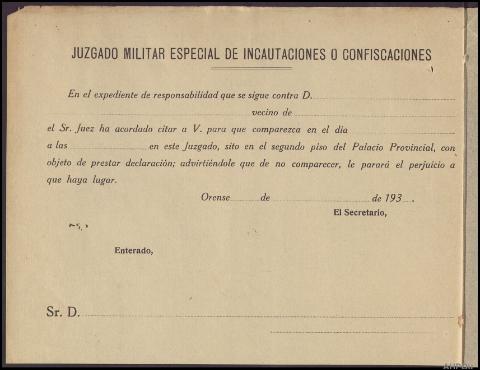 JUZGADO MILITAR ESPECIAL DE INCAUTACIONES O CONFISCACIONES
En el expediente de responsabilidad que se sigue contra D.
vecino de
el Sr. Juez ha acordado citar a V. para que comparezca en el día
a las en este Juzgado, sito en el segundo piso del Palacio Provincial, con
objeto de prestar declaración; advirtiéndole que de no comparecer, le parará el perjuicio a
que haya lugar.
Orense de de 193 .
El Secretario,
Enterado,
Sr. D.